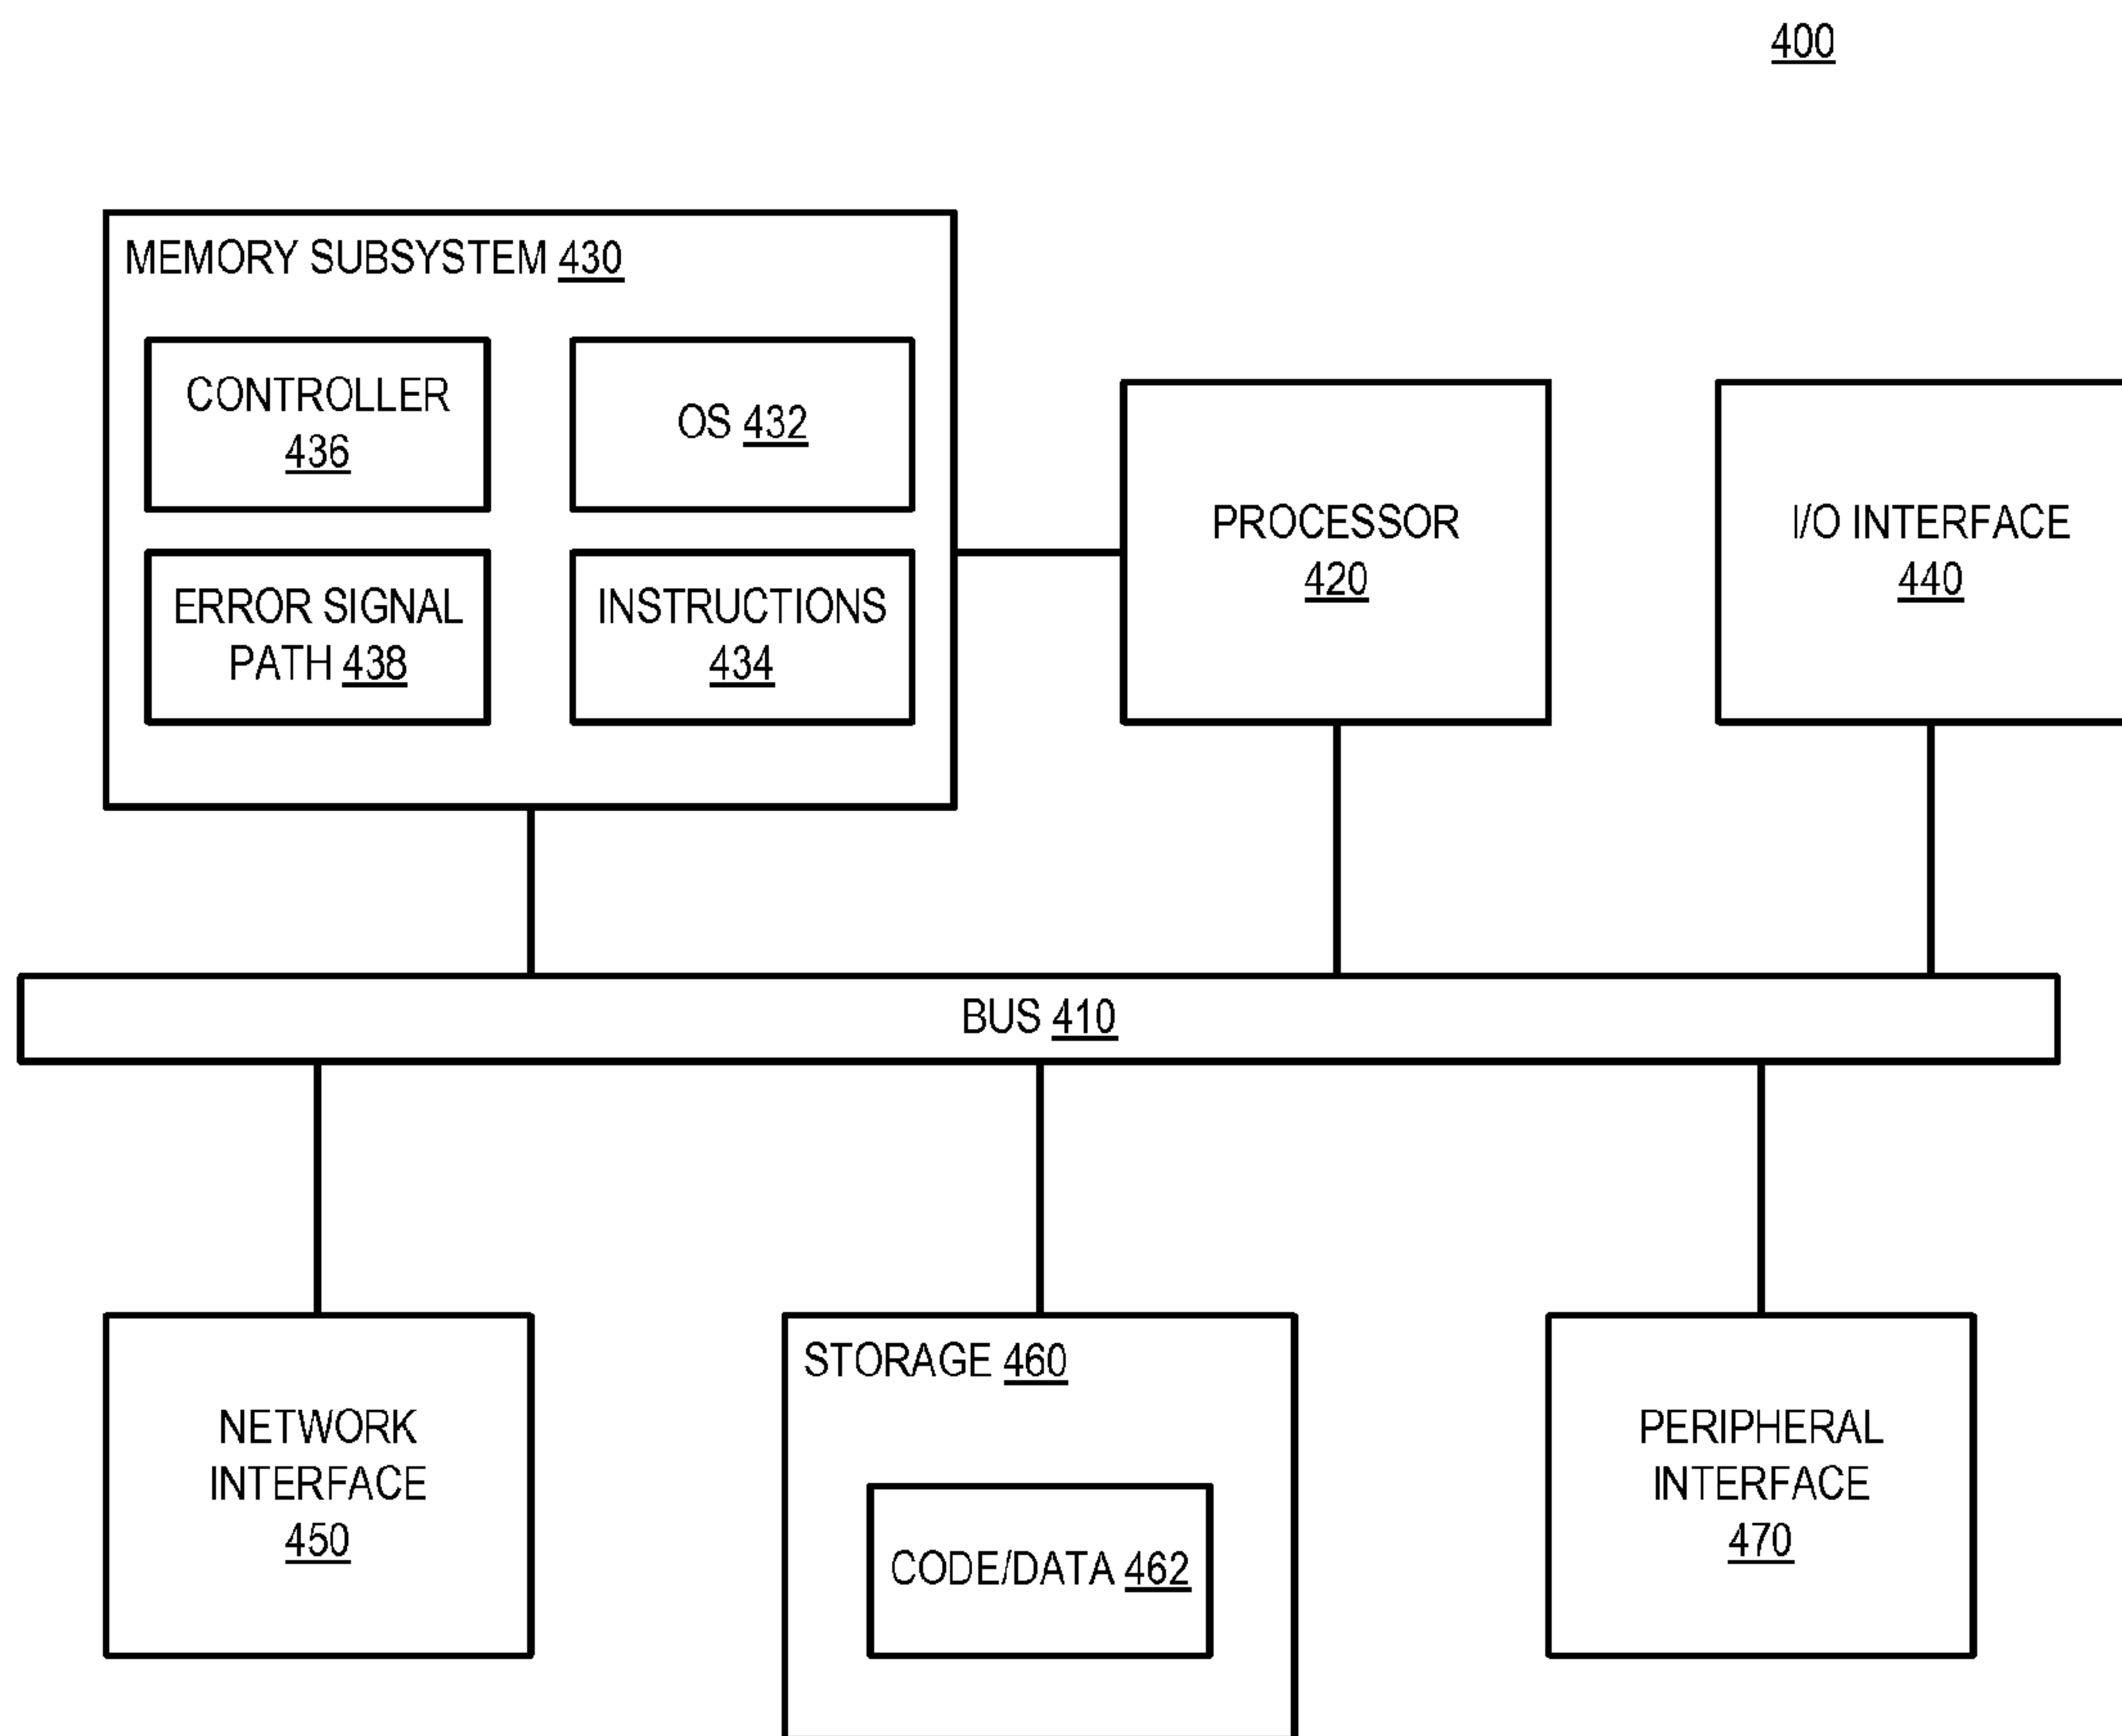 400
MEMORY SUBSYSTEM 430
CONTROLLER
436
OS 432
ERROR SIGNAL
PATH 438
INSTRUCTIONS
434
PROCESSOR
420
I/O INTERFACE
440
BUS 410
NETWORK
INTERFACE
450
STORAGE 460
CODE/DATA 462
PERIPHERAL
INTERFACE
470